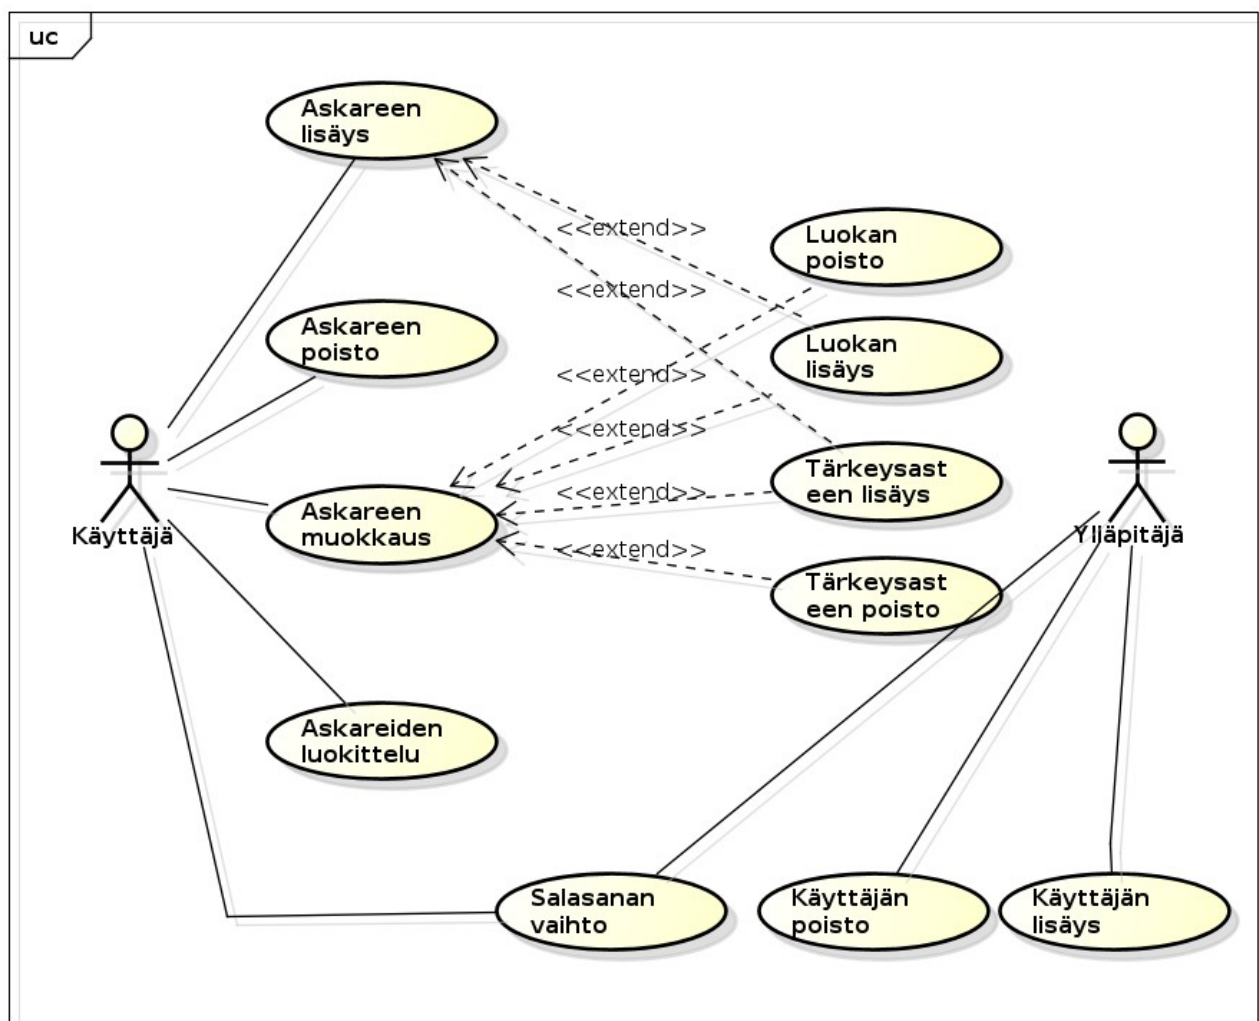 uc
Askareen
lisäys
<<extend>>
Luokan
poisto
<<extend>>
Askareen
poisto
Luokan
lisäys
<<extend>>
<<extend>>
Tärkeysast
een lisäys
<<extend>>
Askareen
muokkaus
Käyttäjä
Ylläpitäjä
<<extend>>
Tärkeysast
een poisto
Askareiden
luokittelu
Salasanan
vaihto
Käyttäjän
poisto
Käyttäjän
lisäys